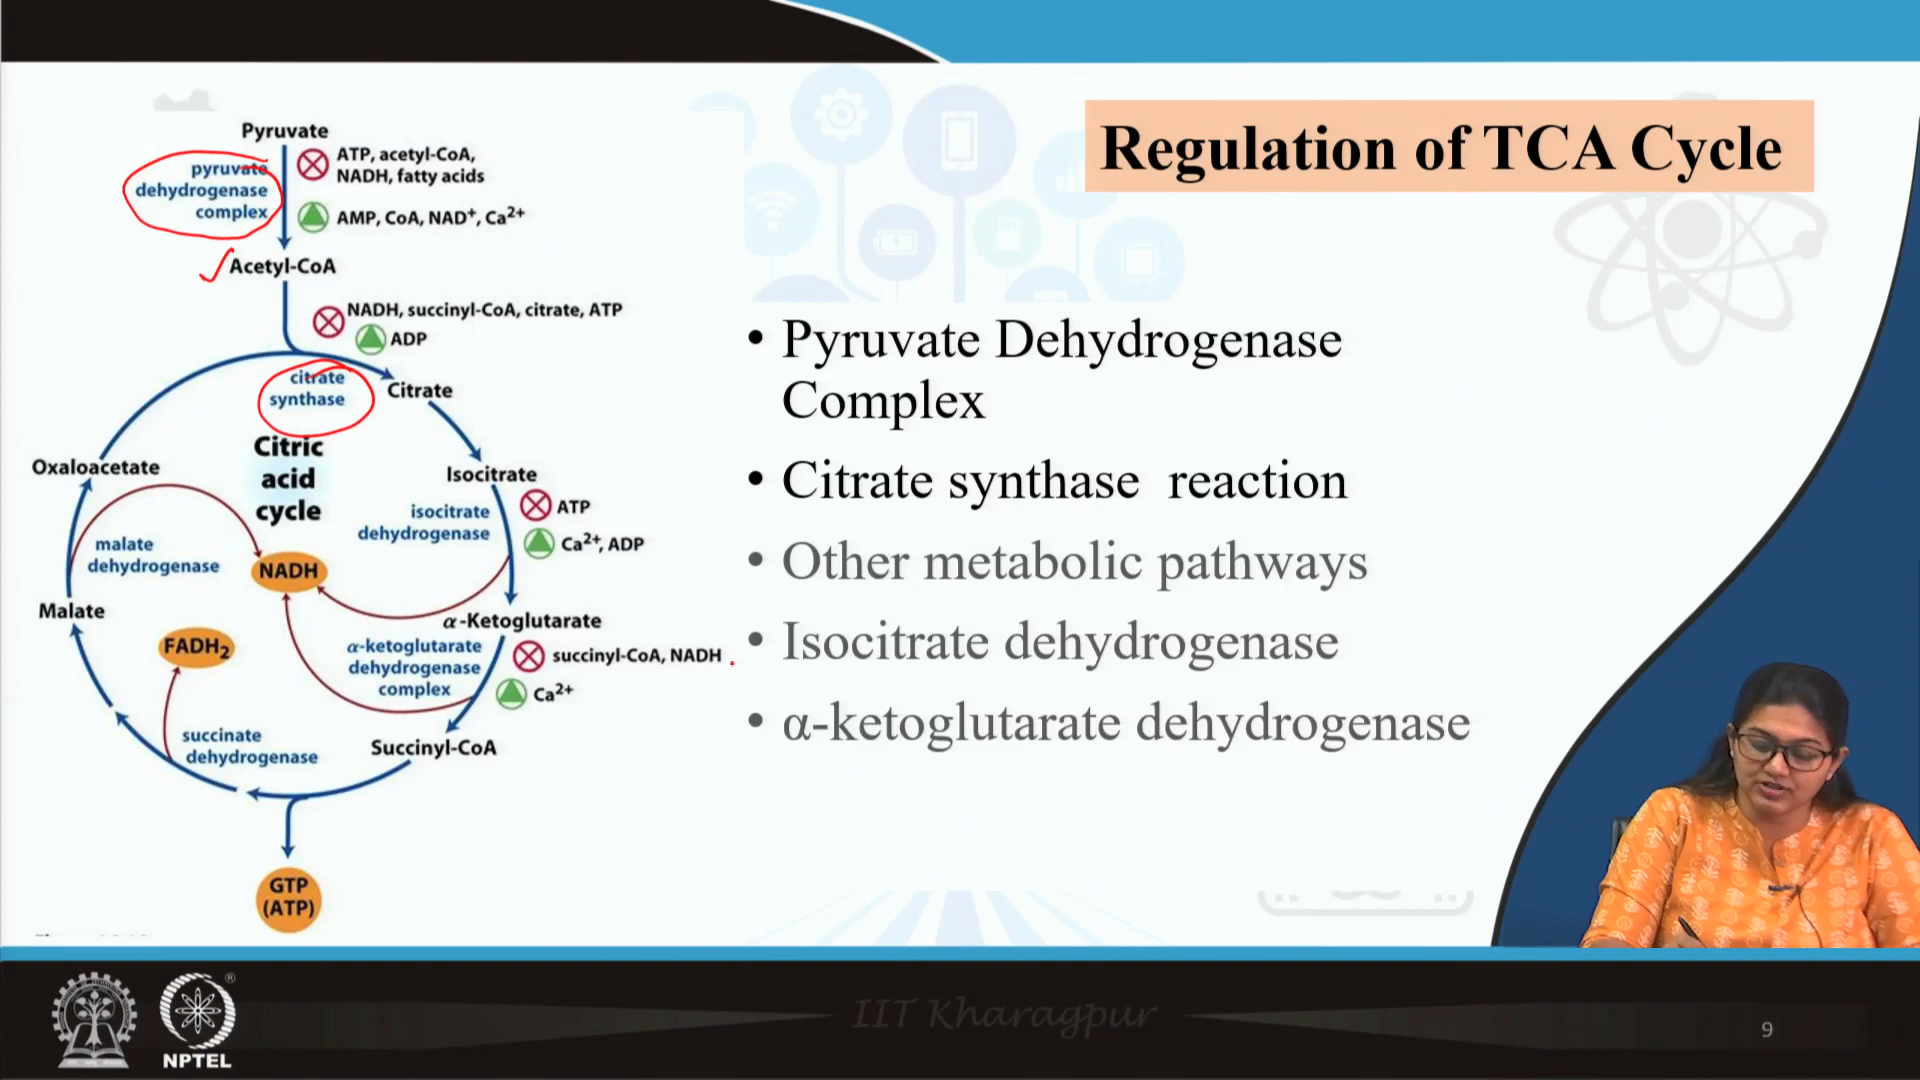 Regulation of TCA Cycle
Pyruvate
pyruvate
dehydrogenase
complex
ATP, acetyl-CoA,
NADH, fatty acids
AMP, CoA, NAD⁺, Ca²⁺
Acetyl-CoA
NADH, succinyl-CoA, citrate, ATP
ADP
citrate
synthase
Citrate
Citric
acid
cycle
Oxaloacetate
Isocitrate
isocitrate
dehydrogenase
ATP
Ca²⁺, ADP
malate
dehydrogenase
NADH
Malate
α-Ketoglutarate
FADH₂
α-ketoglutarate
dehydrogenase
complex
succinyl-CoA, NADH
Ca²⁺
succinate
dehydrogenase
Succinyl-CoA
GTP
(ATP)
• Pyruvate Dehydrogenase
Complex
• Citrate synthase reaction
• Other metabolic pathways
• Isocitrate dehydrogenase
• α-ketoglutarate dehydrogenase
NPTEL
®
IIT Kharagpur
9